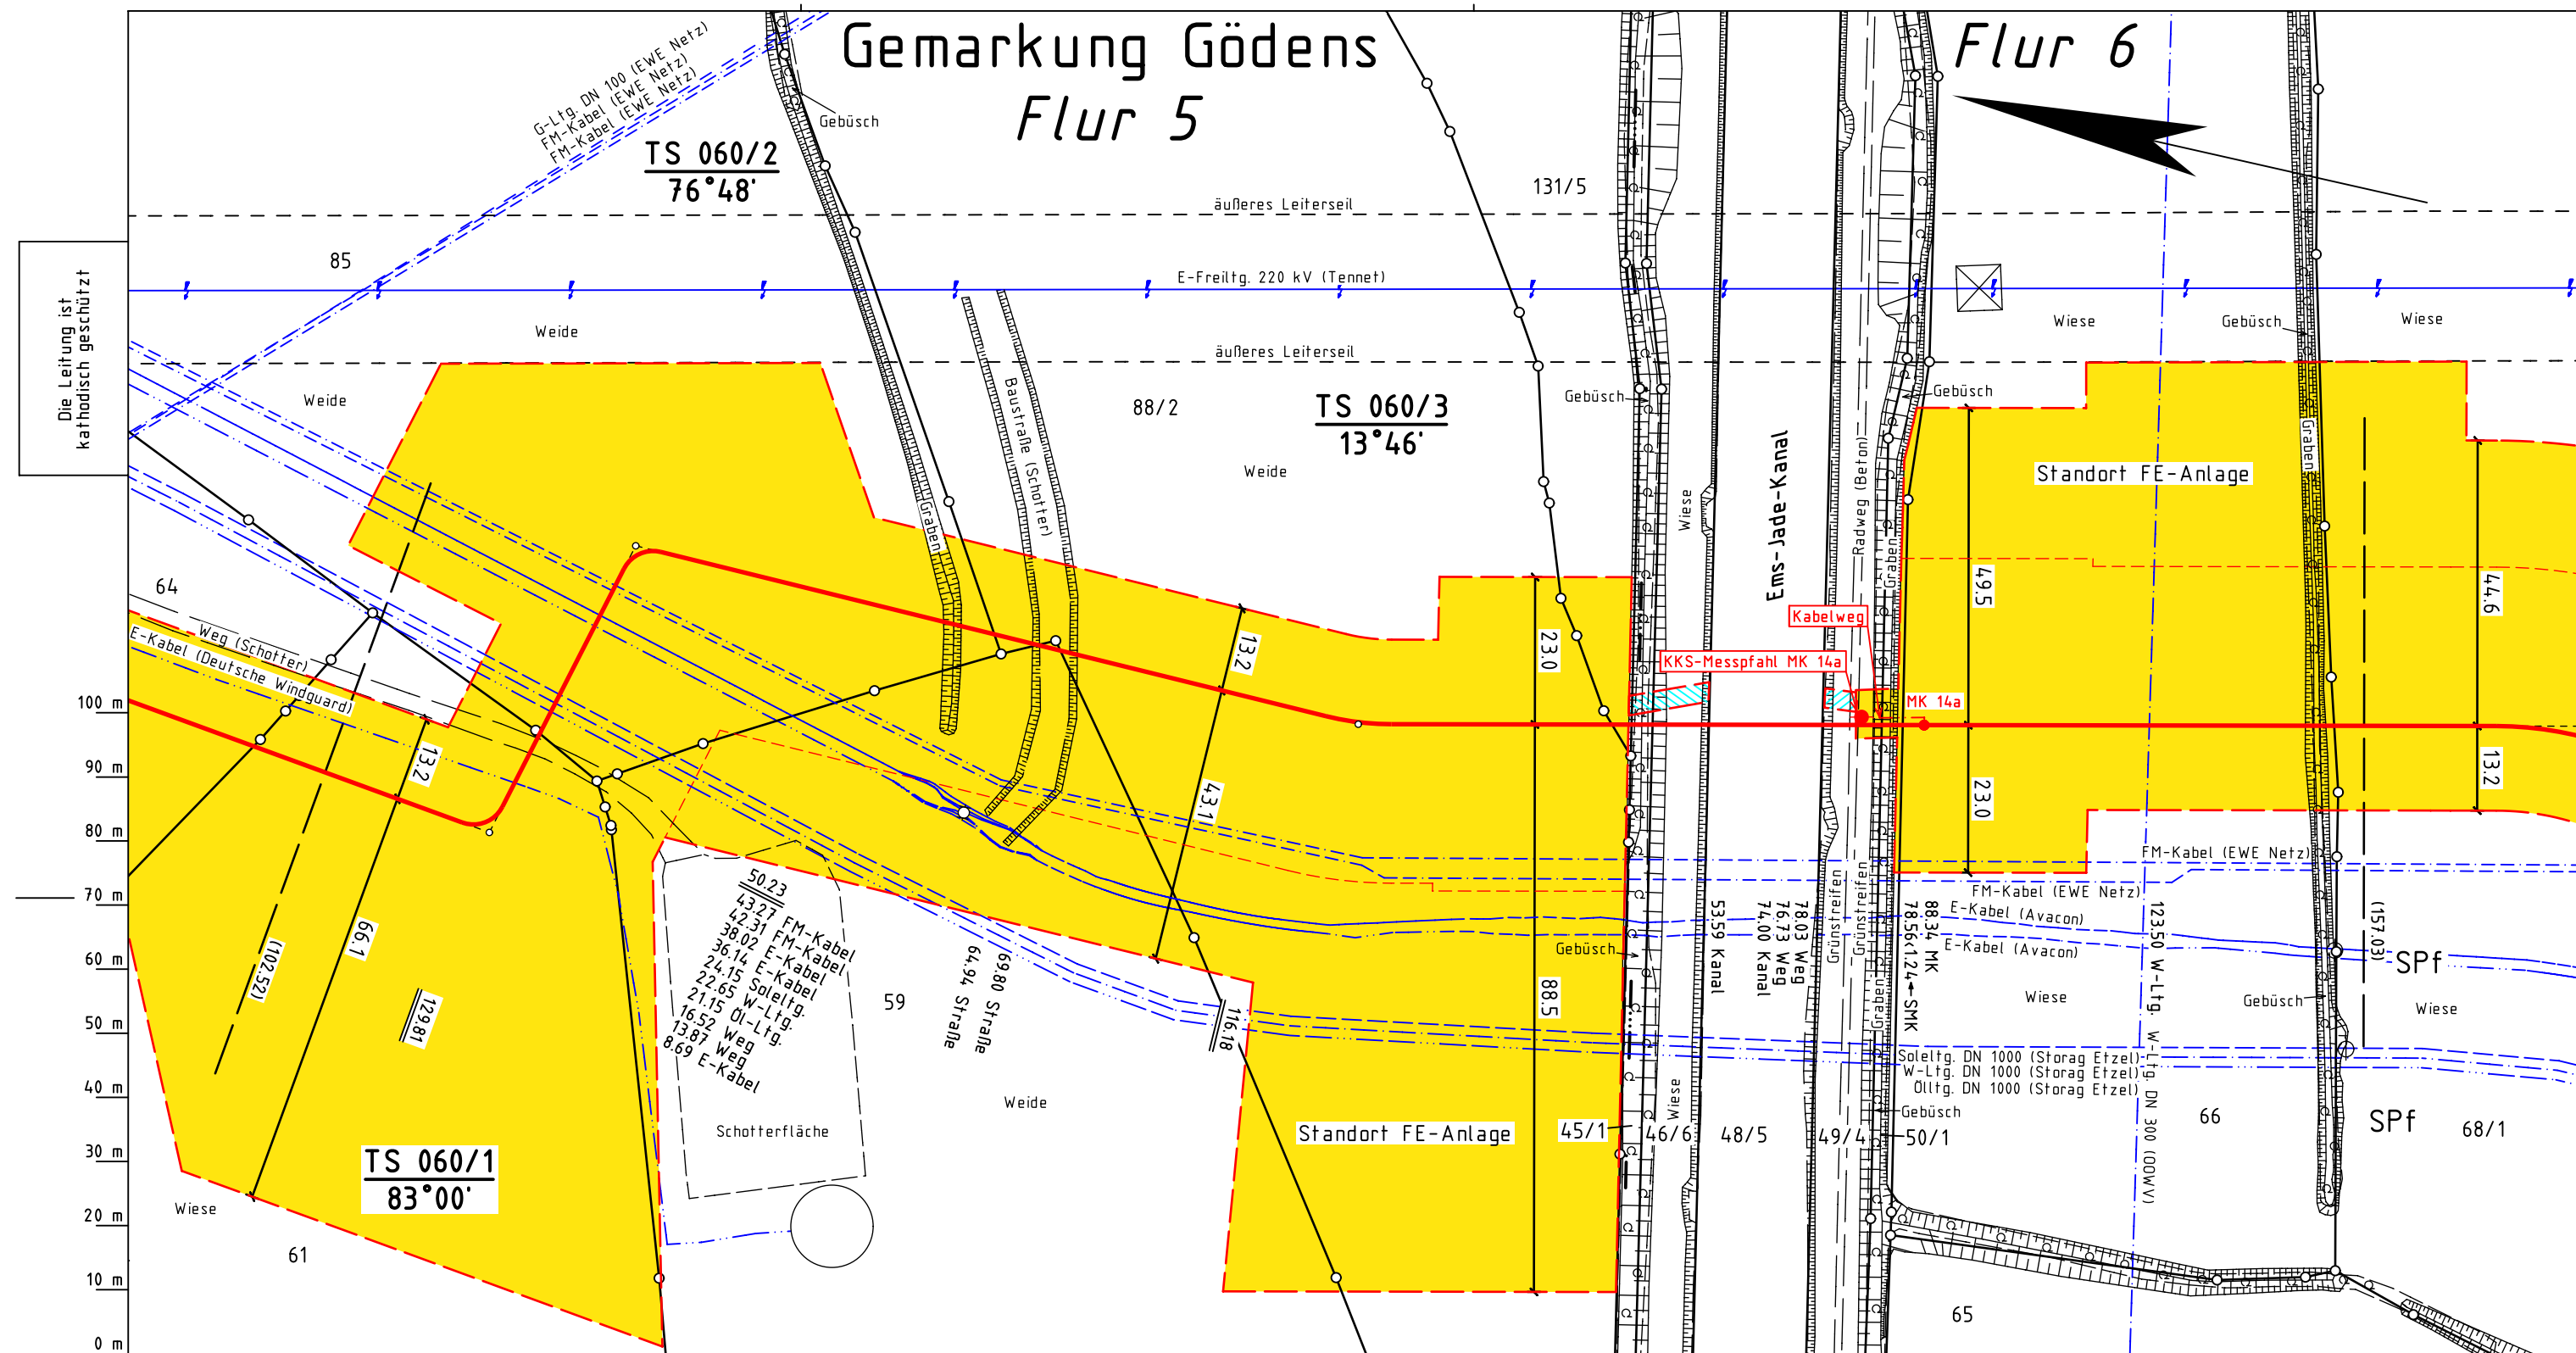 Gemarkung Gödens
Flur 5
Flur 6
G-Ltg. DN 100 (EWE Netz)
FM-Kabel (EWE Netz)
FM-Kabel (EWE Netz)
TS 060/2
76°48'
Gebüsch
131/5
äußeres Leiterseil
85
E-Freiltg. 220 kV (Tennet)
Die Leitung ist
kathodisch geschützt
Weide
Wiese
Gebüsch
Wiese
äußeres Leiterseil
Weide
Baustraße (Schotter)
88/2
TS 060/3
13°46'
Gebüsch
Gebüsch
Weide
Standort FE-Anlage
Graben
Graben
Wiese
Ems-Jade-Kanal
Radweg (Beton)
Graben
64
Weg (Schotter)
E-Kabel (Deutsche Windguard)
49.5
44.6
13.2
23.0
Kabelweg
KKS-Messpfahl MK 14a
MK 14a
100 m
90 m
80 m
70 m
60 m
50 m
40 m
30 m
20 m
10 m
0 m
13.2
43.1
23.0
13.2
66.1
(102.52)
129.81
50.23
43.27 FM-Kabel
42.31 FM-Kabel
38.02 E-Kabel
36.14 E-Kabel
24.15 Soleltg.
22.65 W-Ltg.
21.15 Öl-Ltg.
16.52 Weg
13.87 Weg
8.69 E-Kabel
59
69.80 Straße
64.94 Straße
116.18
88.5
Gebüsch
53.59 Kanal
78.03 Weg
76.73 Weg
74.00 Kanal
Grünstreifen
Grünstreifen
Graben
88.34 MK
78.56<1.24 SMK
FM-Kabel (EWE Netz)
FM-Kabel (EWE Netz)
E-Kabel (Avacon)
E-Kabel (Avacon)
123.50 W-Ltg.
W-Ltg. DN 300 (OOWV)
(157.03)
SPf
Wiese
Gebüsch
Wiese
Soleltg. DN 1000 (Storag Etzel)
W-Ltg. DN 1000 (Storag Etzel)
Ölltg. DN 1000 (Storag Etzel)
Gebüsch
Weide
Wiese
Schotterfläche
Standort FE-Anlage
45/1
46/6
48/5
49/4
50/1
66
SPf
68/1
TS 060/1
83°00'
Wiese
61
65